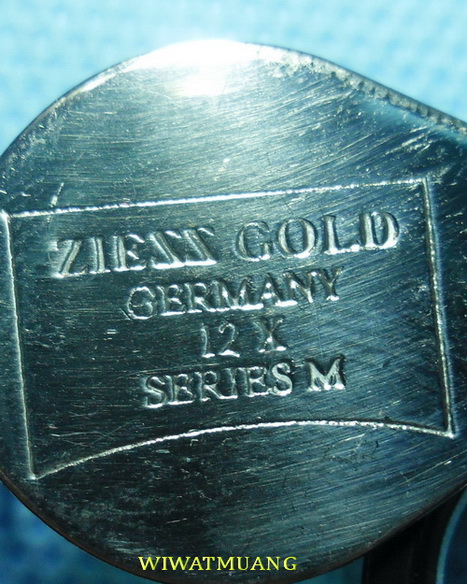 ZIESS GOLD
GERMANY
12 X
SERIES M
WIWATMUANG